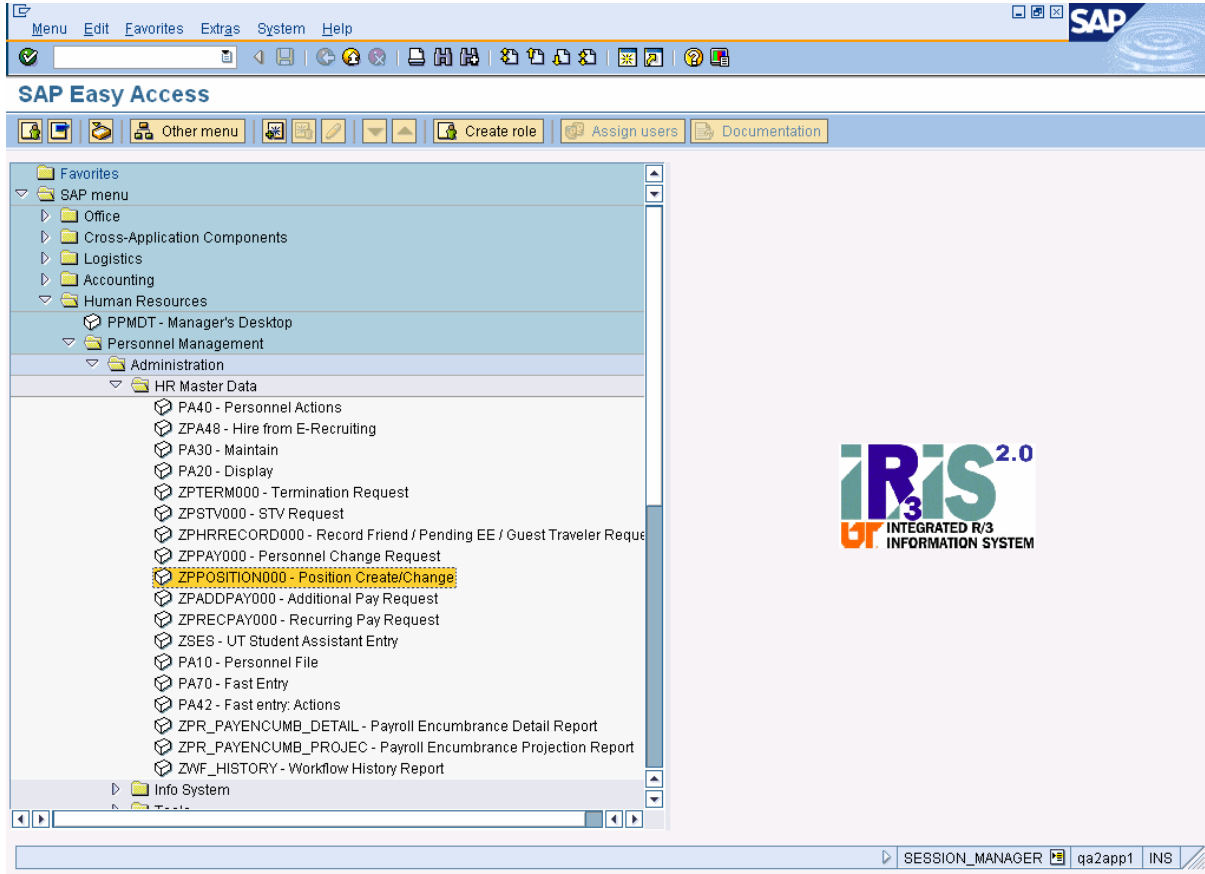 Menu Edit Favorites Extras System Help
SAP
SAP Easy Access
Other menu Create role Assign users Documentation
Favorites
SAP menu
Office
Cross-Application Components
Logistics
Accounting
Human Resources
PPMDT - Manager's Desktop
Personnel Management
Administration
HR Master Data
PA40 - Personnel Actions
ZPA48 - Hire from E-Recruiting
PA30 - Maintain
PA20 - Display
ZPTERM000 - Termination Request
ZPSTV000 - STV Request
ZPHRRECORD000 - Record Friend / Pending EE / Guest Traveler Reque
ZPPAY000 - Personnel Change Request
ZPPOSITION000 - Position Create/Change
ZPADDPAY000 - Additional Pay Request
ZPRECPAY000 - Recurring Pay Request
ZSES - UT Student Assistant Entry
PA10 - Personnel File
PA70 - Fast Entry
PA42 - Fast entry: Actions
ZPR_PAYENCUMB_DETAIL - Payroll Encumbrance Detail Report
ZPR_PAYENCUMB_PROJEC - Payroll Encumbrance Projection Report
ZWF_HISTORY - Workflow History Report
Info System
Tools
iR3iS 2.0
UT INTEGRATED R/3
INFORMATION SYSTEM
SESSION_MANAGER qa2app1 INS